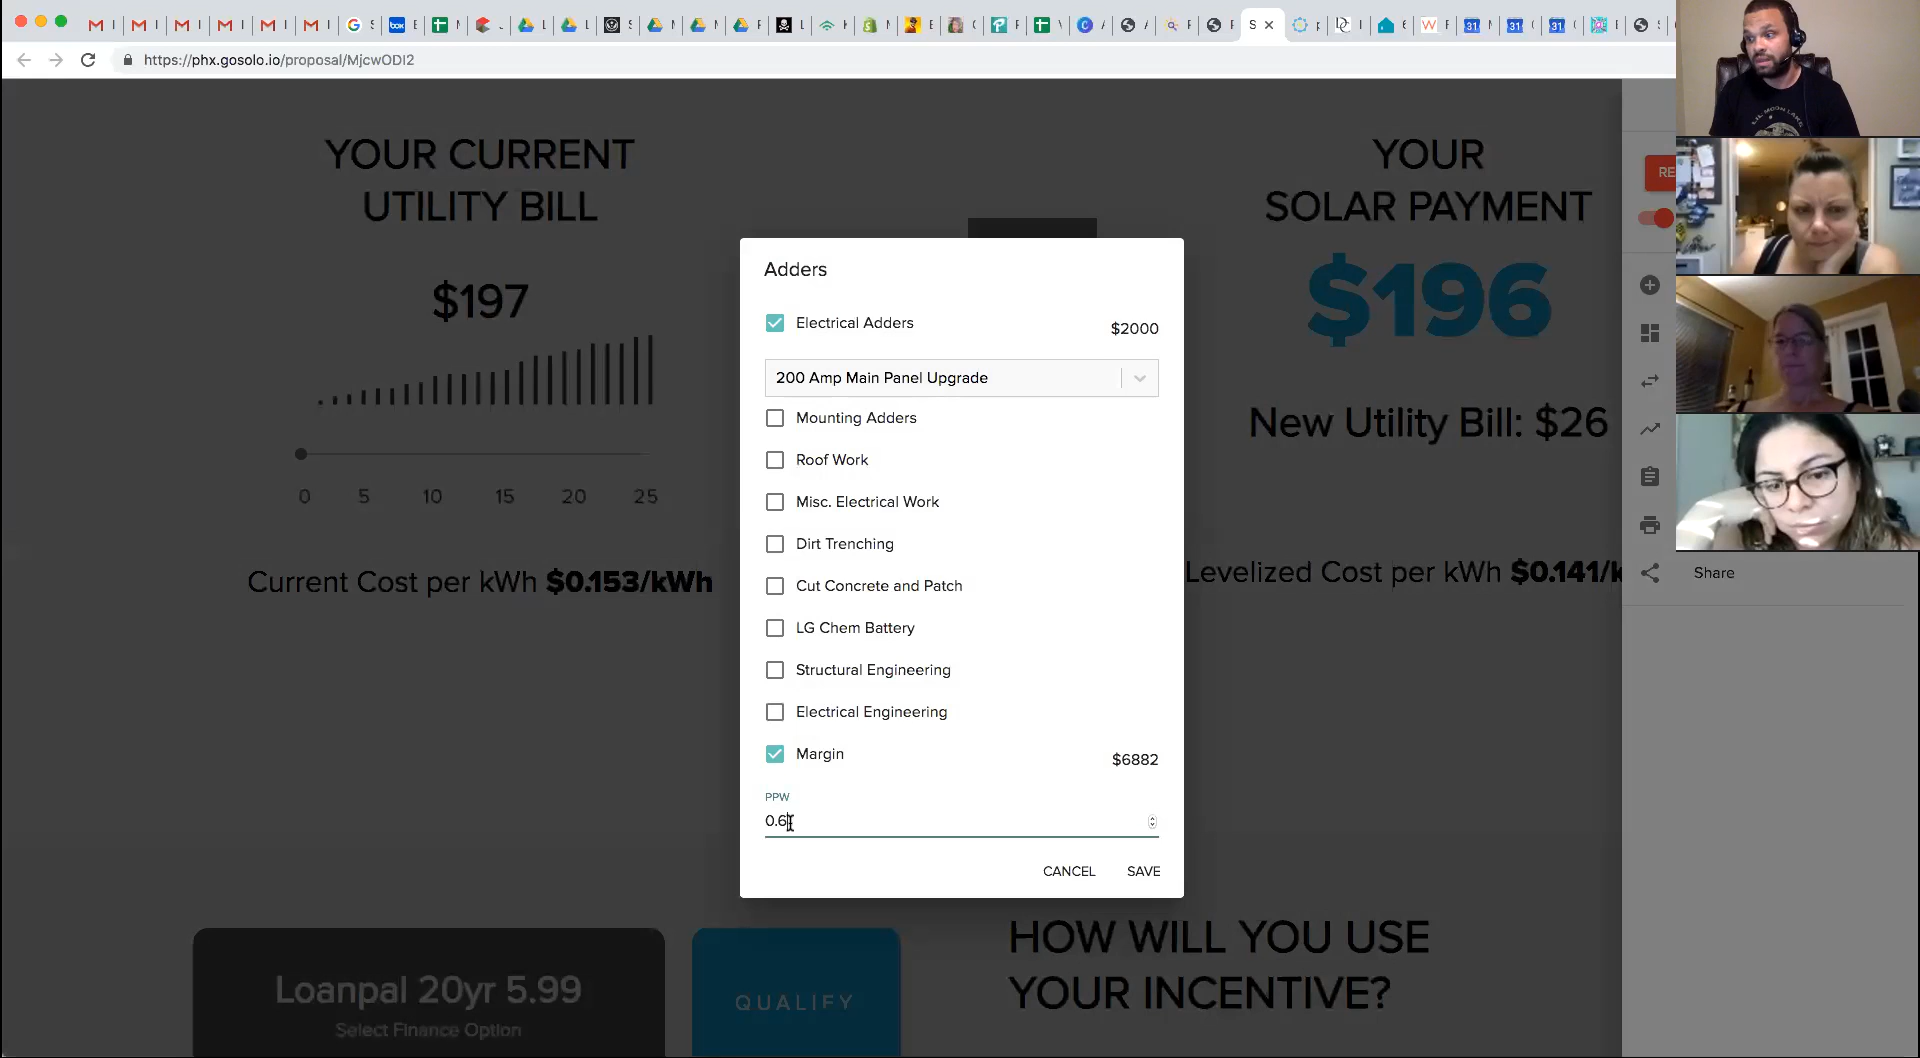 https://phx.gosolo.io/proposal/MjcwODI2
YOUR CURRENT
UTILITY BILL
$197
0 5 10 15 20 25
Current Cost per kWh $0.153/kWh
Adders
Electrical Adders
$2000
200 Amp Main Panel Upgrade
Mounting Adders
Roof Work
Misc. Electrical Work
Dirt Trenching
Cut Concrete and Patch
LG Chem Battery
Structural Engineering
Electrical Engineering
Margin
$6882
PPW
CANCEL
SAVE
YOUR
SOLAR PAYMENT
$196
New Utility Bill: $26
Levelized Cost per kWh $0.141/k
RE
Share
Loanpal 20yr 5.99
Select Finance Option
QUALIFY
HOW WILL YOU USE
YOUR INCENTIVE?
LIL MOON LAKE